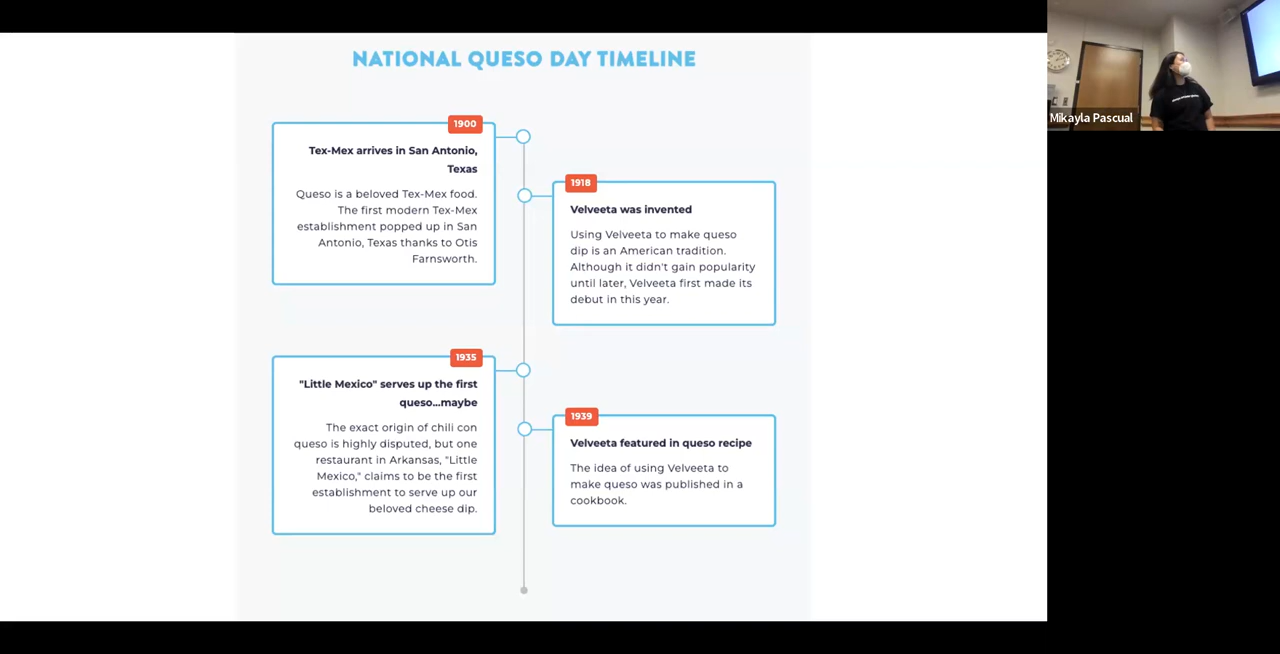 NATIONAL QUESO DAY TIMELINE
1900
Tex-Mex arrives in San Antonio,
Texas
Queso is a beloved Tex-Mex food.
The first modern Tex-Mex
establishment popped up in San
Antonio, Texas thanks to Otis
Farnsworth.
1918
Velveeta was invented
Using Velveeta to make queso
dip is an American tradition.
Although it didn't gain popularity
until later, Velveeta first made its
debut in this year.
1935
"Little Mexico" serves up the first
queso...maybe
The exact origin of chili con
queso is highly disputed, but one
restaurant in Arkansas, "Little
Mexico," claims to be the first
establishment to serve up our
beloved cheese dip.
1939
Velveeta featured in queso recipe
The idea of using Velveeta to
make queso was published in a
cookbook.
Mikayla Pascual